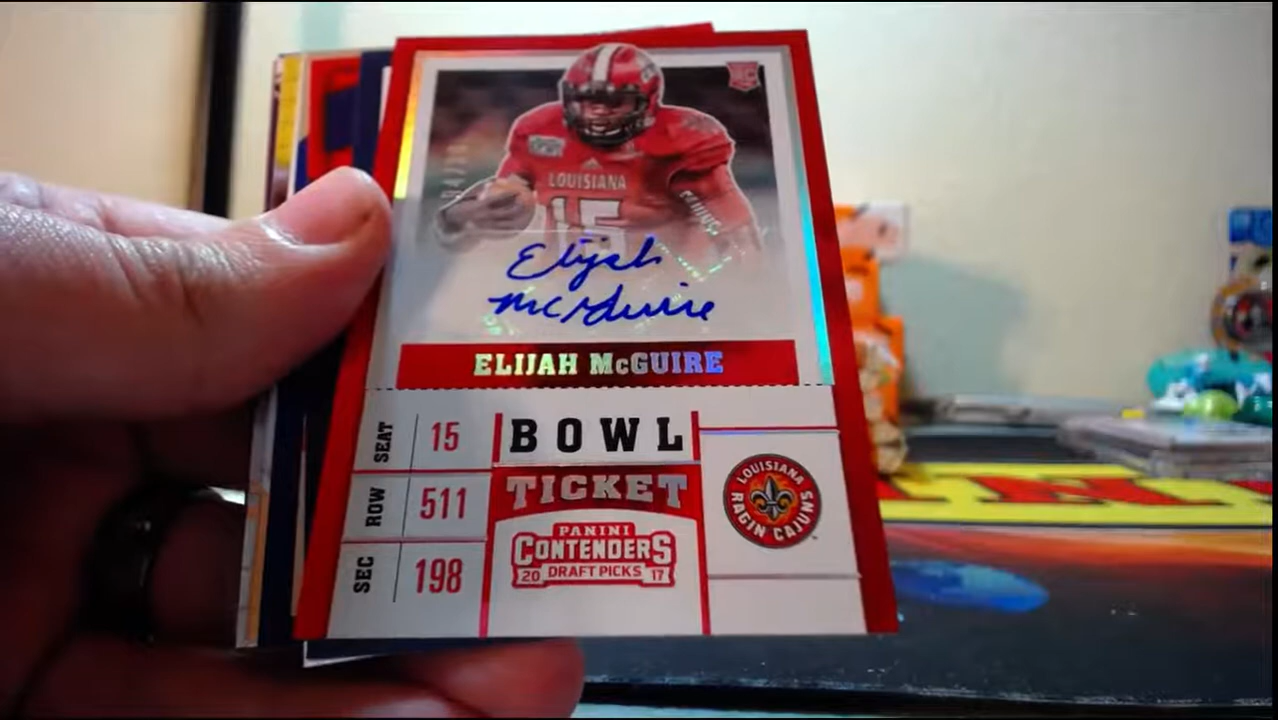 RC
LOUISIANA
15
Elijah
McGuire
ELIJAH McGUIRE
SEAT 15
ROW 511
SEC 198
BOWL
TICKET
PANINI
CONTENDERS
20 DRAFT PICKS 17
LOUISIANA
RAGIN CAJUNS